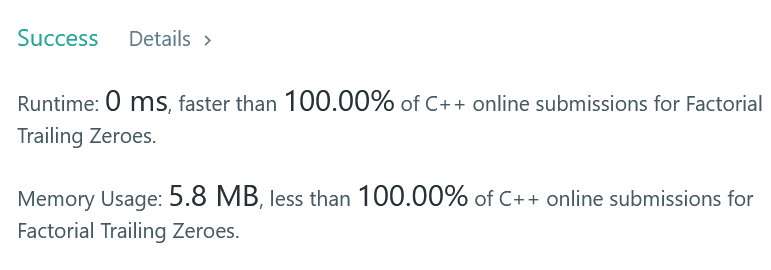 Success Details >
Runtime: 0 ms, faster than 100.00% of C++ online submissions for Factorial
Trailing Zeroes.
Memory Usage: 5.8 MB, less than 100.00% of C++ online submissions for
Factorial Trailing Zeroes.